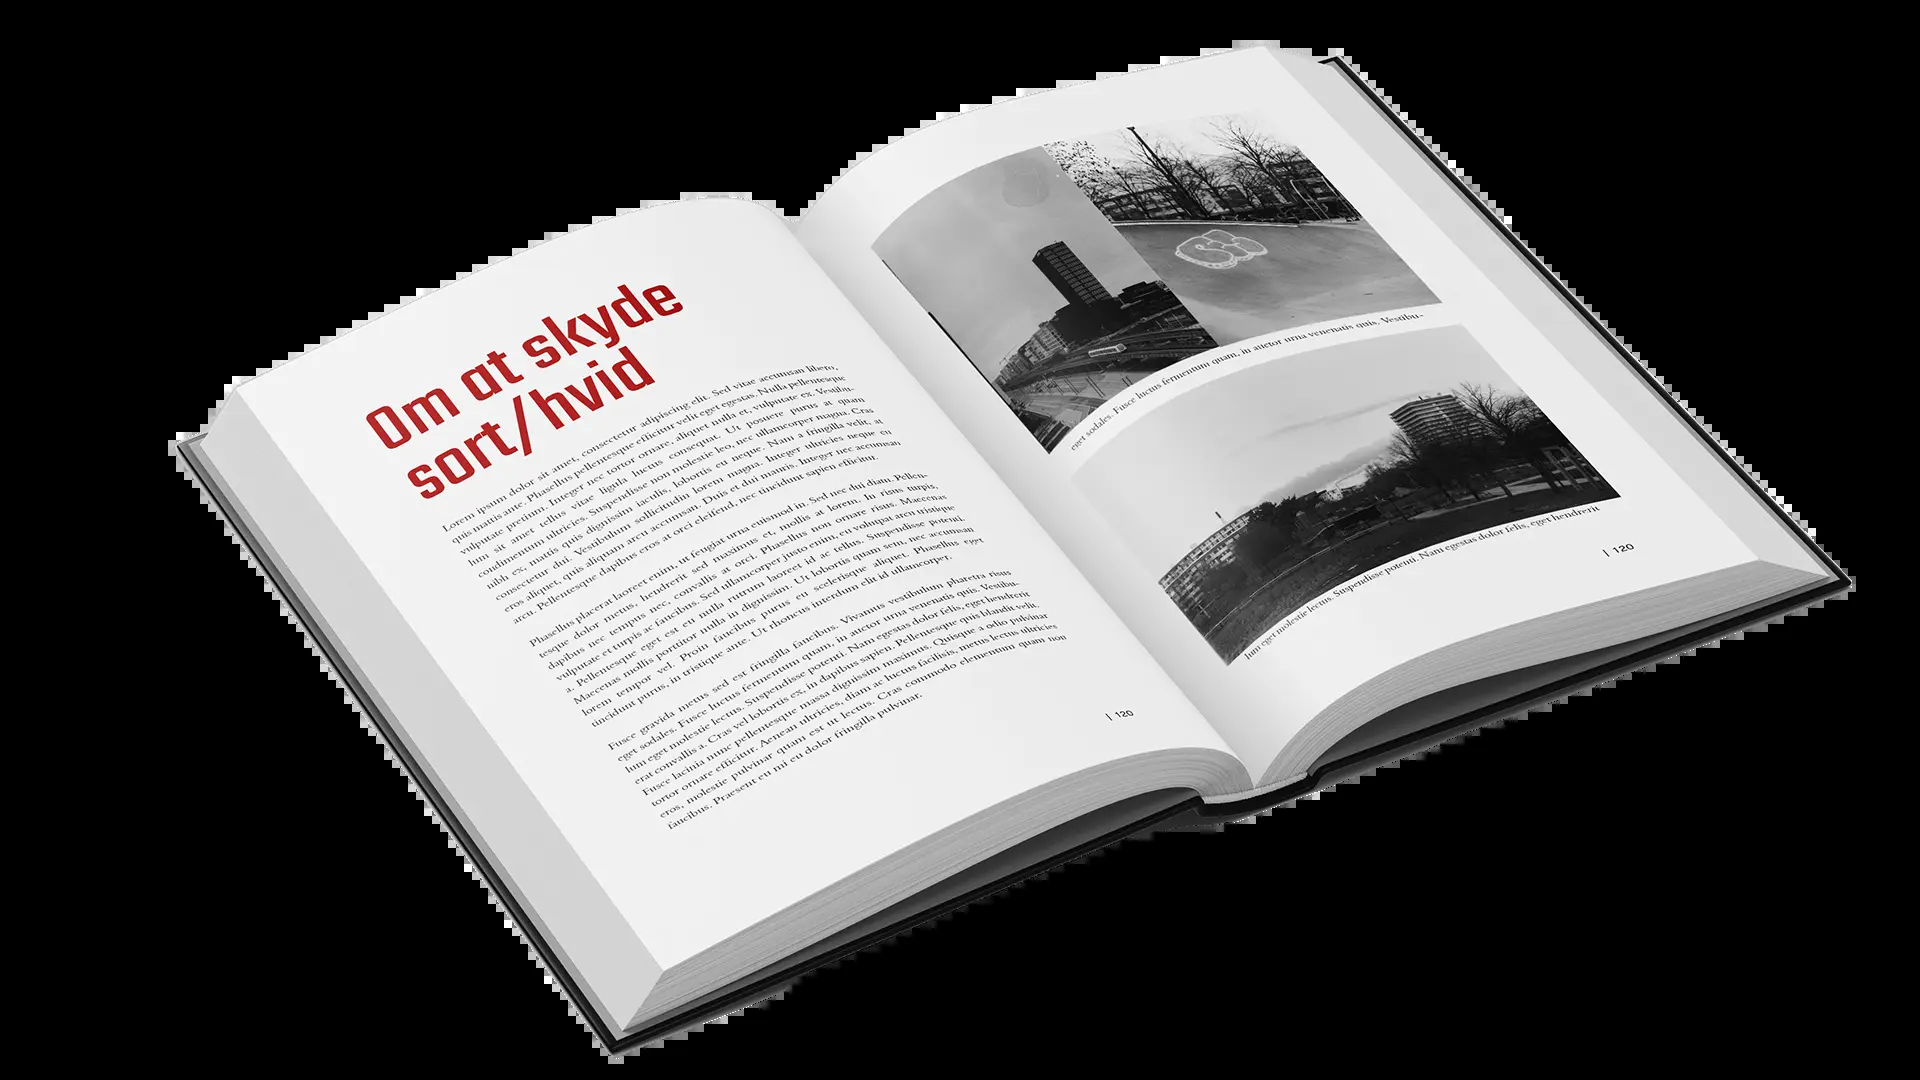 Om at skyde
sort/hvid
Lorem ipsum dolor sit amet, consectetur adipiscing elit. Sed vitae accumsan libero,
quis mattis ante. Phasellus pellentesque efficitur velit eget egestas. Nulla pellentesque
vulputate pretium. Integer nec tortor ornare, aliquet nulla et, vulputate ex. Vestibu-
lum sit amet tellus vitae ligula luctus consequat. Ut posuere purus at quam
condimentum ultricies. Suspendisse non molestie leo, nec ullamcorper magna. Cras
nibh ex, mattis quis dignissim iaculis, lobortis eu neque. Nam a fringilla velit, at
consectetur dui. Vestibulum sollicitudin lorem magna. Integer ultricies neque eu
eros aliquet, quis aliquam arcu accumsan. Duis et dui mauris. Integer nec accumsan
arcu. Pellentesque dapibus eros at orci eleifend, nec tincidunt sapien efficitur.
Phasellus placerat laoreet enim, ut feugiat urna euismod in. Sed nec dui diam. Pellen-
tesque dolor metus, hendrerit sed maximus et, mollis at lorem. In risus turpis,
dapibus nec tempus nec, convallis at orci. Phasellus non ornare risus. Maecenas
vulputate et turpis ac faucibus. Sed ullamcorper justo enim, eu volutpat arcu tristique
a. Pellentesque eget est eu nulla rutrum laoreet id ac tellus. Suspendisse potenti.
Maecenas mollis porttitor nulla in dignissim. Ut lobortis quam sem, nec accumsan
lorem tempor vel. Proin faucibus purus eu scelerisque aliquet. Phasellus eget
tincidunt purus, in tristique ante. Ut rhoncus interdum elit id ullamcorper.
Fusce gravida metus sed est fringilla faucibus. Vivamus vestibulum pharetra risus
eget sodales. Fusce luctus fermentum quam, in auctor urna venenatis quis. Vestibu-
lum eget molestie lectus. Suspendisse potenti. Nam egestas dolor felis, eget hendrerit
erat convallis a. Cras vel lobortis ex, in dapibus sapien. Pellentesque quis blandit velit.
Fusce lacinia nunc pellentesque massa dignissim maximus. Quisque a odio pulvinar
tortor ornare efficitur. Aenean ultricies, diam ac luctus facilisis, metus lectus ultricies
eros, molestie pulvinar quam est ut lectus. Cras commodo elementum quam non
faucibus. Praesent eu mi eu dolor fringilla pulvinar.
| 120
eget sodales. Fusce luctus fermentum quam, in auctor urna venenatis quis. Vestibu-
lum eget molestie lectus. Suspendisse potenti. Nam egestas dolor felis, eget hendrerit
| 120